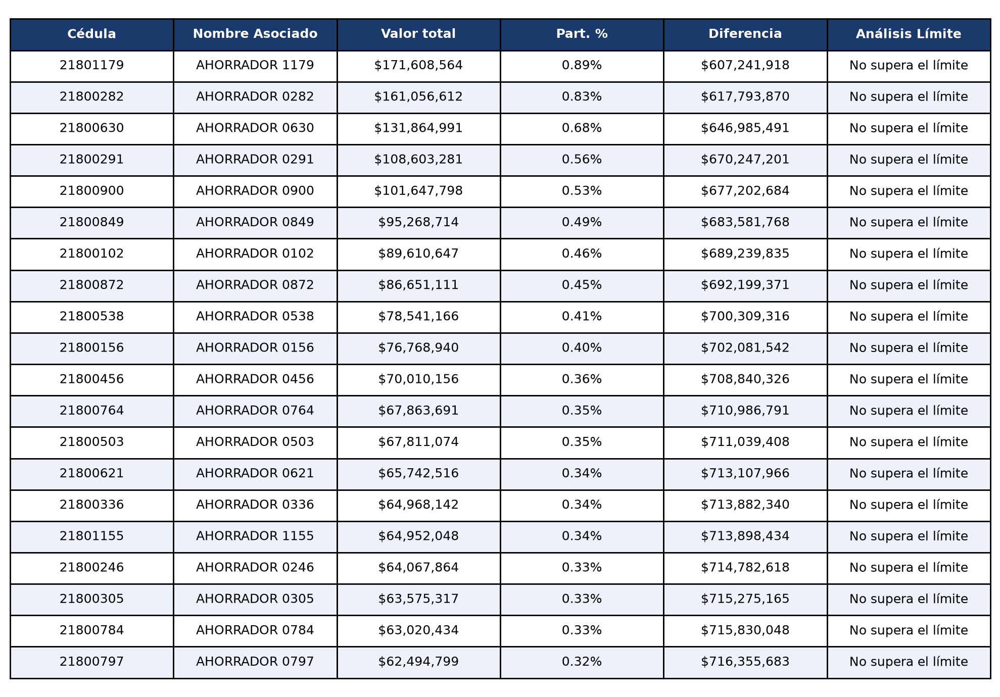 Cédula Nombre Asociado Valor total Part. % Diferencia Análisis Límite
21801179 AHORRADOR 1179 $171,608,564 0.89% $607,241,918 No supera el límite
21800282 AHORRADOR 0282 $161,056,612 0.83% $617,793,870 No supera el límite
21800630 AHORRADOR 0630 $131,864,991 0.68% $646,985,491 No supera el límite
21800291 AHORRADOR 0291 $108,603,281 0.56% $670,247,201 No supera el límite
21800900 AHORRADOR 0900 $101,647,798 0.53% $677,202,684 No supera el límite
21800849 AHORRADOR 0849 $95,268,714 0.49% $683,581,768 No supera el límite
21800102 AHORRADOR 0102 $89,610,647 0.46% $689,239,835 No supera el límite
21800872 AHORRADOR 0872 $86,651,111 0.45% $692,199,371 No supera el límite
21800538 AHORRADOR 0538 $78,541,166 0.41% $700,309,316 No supera el límite
21800156 AHORRADOR 0156 $76,768,940 0.40% $702,081,542 No supera el límite
21800456 AHORRADOR 0456 $70,010,156 0.36% $708,840,326 No supera el límite
21800764 AHORRADOR 0764 $67,863,691 0.35% $710,986,791 No supera el límite
21800503 AHORRADOR 0503 $67,811,074 0.35% $711,039,408 No supera el límite
21800621 AHORRADOR 0621 $65,742,516 0.34% $713,107,966 No supera el límite
21800336 AHORRADOR 0336 $64,968,142 0.34% $713,882,340 No supera el límite
21801155 AHORRADOR 1155 $64,952,048 0.34% $713,898,434 No supera el límite
21800246 AHORRADOR 0246 $64,067,864 0.33% $714,782,618 No supera el límite
21800305 AHORRADOR 0305 $63,575,317 0.33% $715,275,165 No supera el límite
21800784 AHORRADOR 0784 $63,020,434 0.33% $715,830,048 No supera el límite
21800797 AHORRADOR 0797 $62,494,799 0.32% $716,355,683 No supera el límite